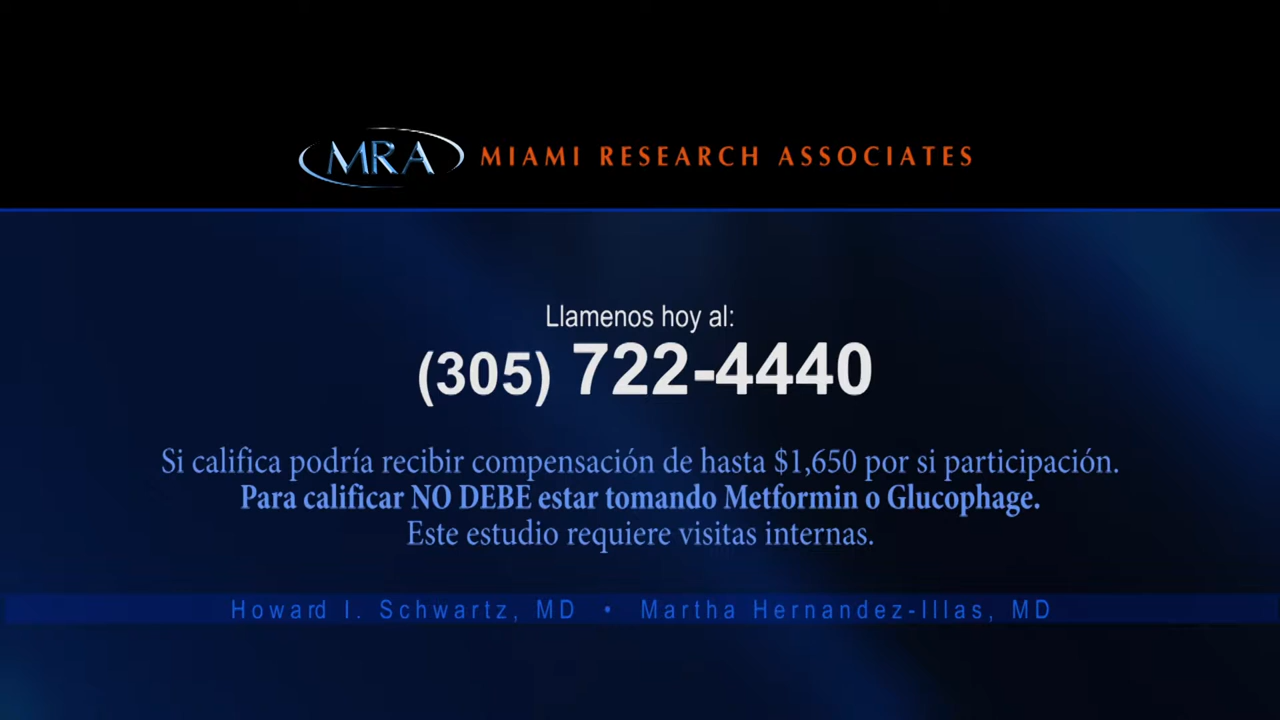 MRA MIAMI RESEARCH ASSOCIATES
Llamenos hoy al:
(305) 722-4440
Si califica podría recibir compensación de hasta $1,650 por si participación.
Para calificar NO DEBE estar tomando Metformin o Glucophage.
Este estudio requiere visitas internas.
Howard I. Schwartz, MD • Martha Hernandez-Illas, MD